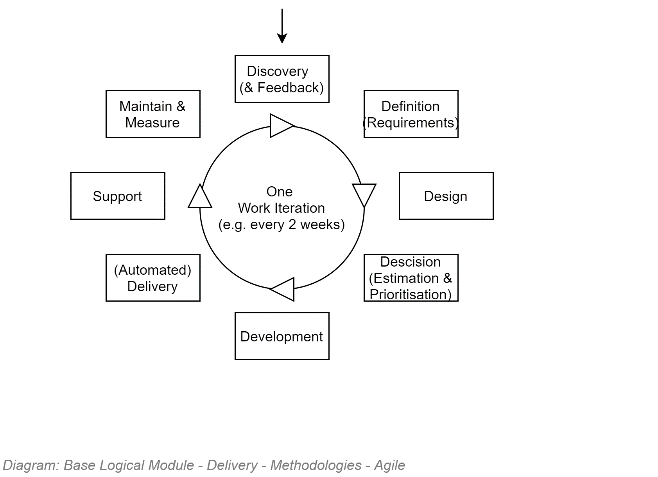 Discovery
(& Feedback)
Maintain &
Measure
Definition
(Requirements)
Support
One
Work Iteration
(e.g. every 2 weeks)
Design
(Automated)
Delivery
Descision
(Estimation &
Prioritisation)
Development
Diagram: Base Logical Module - Delivery - Methodologies - Agile